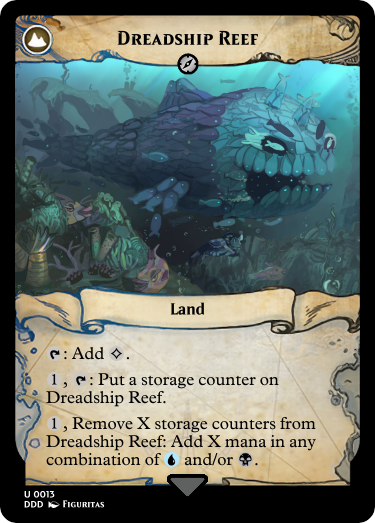 Dreadship Reef
Land
: Add .
1 , : Put a storage counter on
Dreadship Reef.
1 , Remove X storage counters from
Dreadship Reef: Add X mana in any
combination of and/or .
U 0013
DDD Figuritas